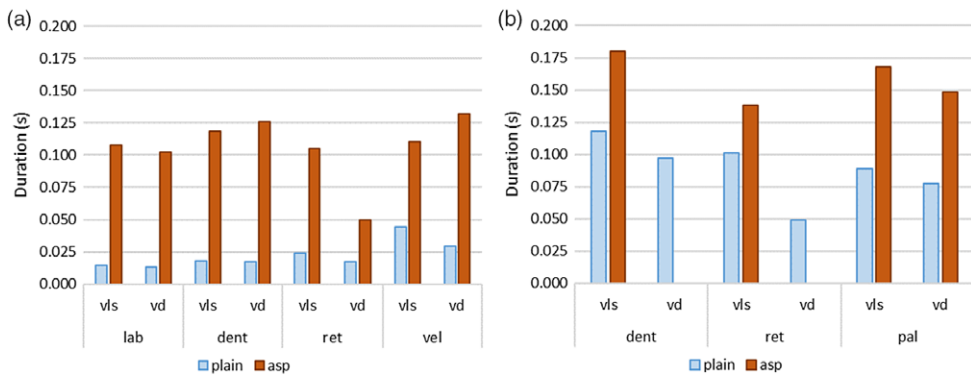 (a)
0.200
0.175
0.150
0.125
0.100
0.075
0.050
0.025
0.000
Duration (s)
vls vd vls vd vls vd vls vd
lab dent ret vel
plain asp
(b)
0.200
0.175
0.150
0.125
0.100
0.075
0.050
0.025
0.000
Duration (s)
vls vd vls vd vls vd
dent ret pal
plain asp